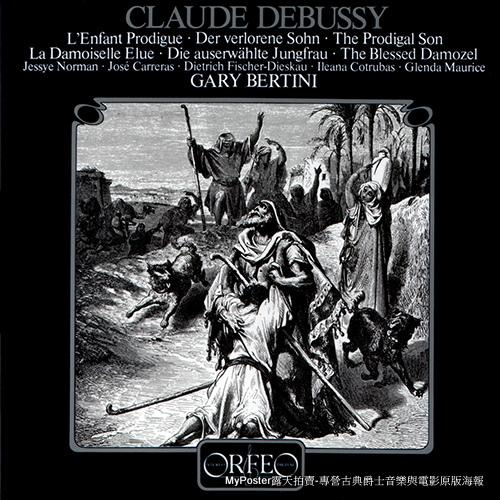 CLAUDE DEBUSSY
L'Enfant Prodigue · Der verlorene Sohn · The Prodigal Son
La Damoiselle Elue · Die auserwählte Jungfrau · The Blessed Damozel
Jessye Norman · José Carreras · Dietrich Fischer-Dieskau · Ileana Cotrubas · Glenda Maurice
GARY BERTINI
ORFEO
MyPoster露天拍賣-專營古典爵士音樂與電影原版海報